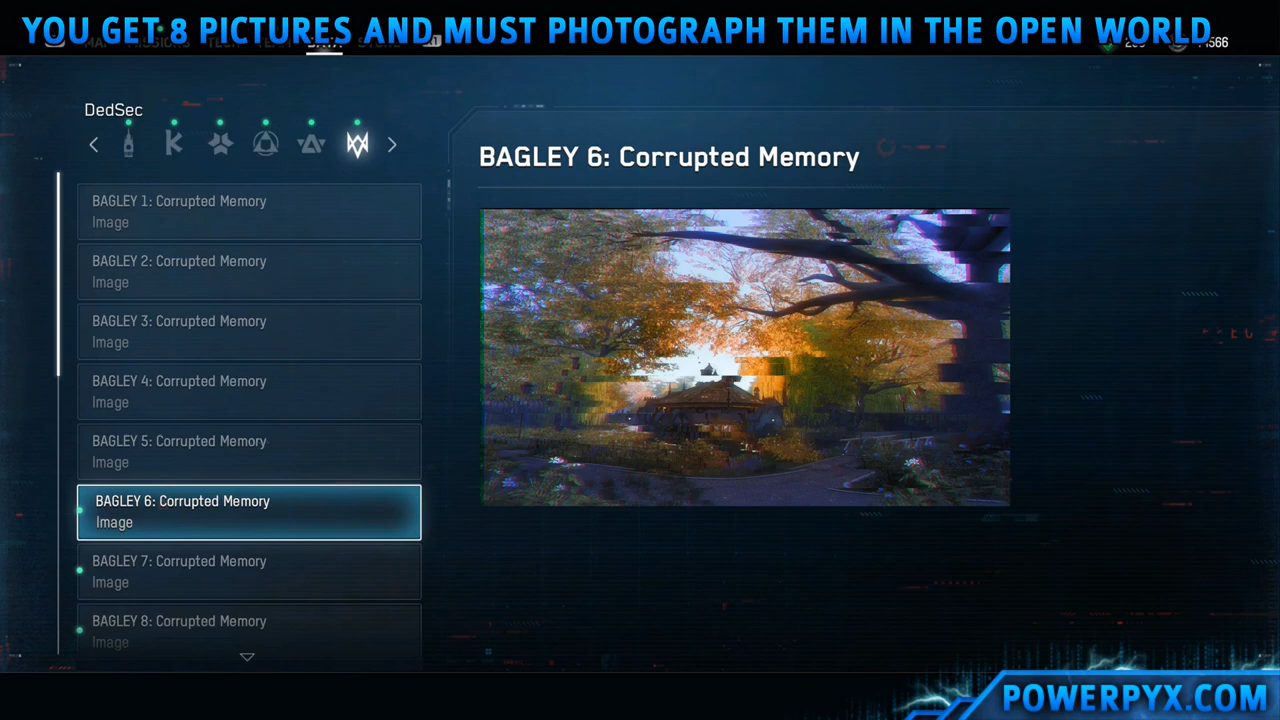 YOU GET 8 PICTURES AND MUST PHOTOGRAPH THEM IN THE OPEN WORLD
DedSec
BAGLEY 1: Corrupted Memory
Image
BAGLEY 2: Corrupted Memory
Image
BAGLEY 3: Corrupted Memory
Image
BAGLEY 4: Corrupted Memory
Image
BAGLEY 5: Corrupted Memory
Image
BAGLEY 6: Corrupted Memory
Image
BAGLEY 7: Corrupted Memory
Image
BAGLEY 8: Corrupted Memory
Image
BAGLEY 6: Corrupted Memory
POWERPYX.COM